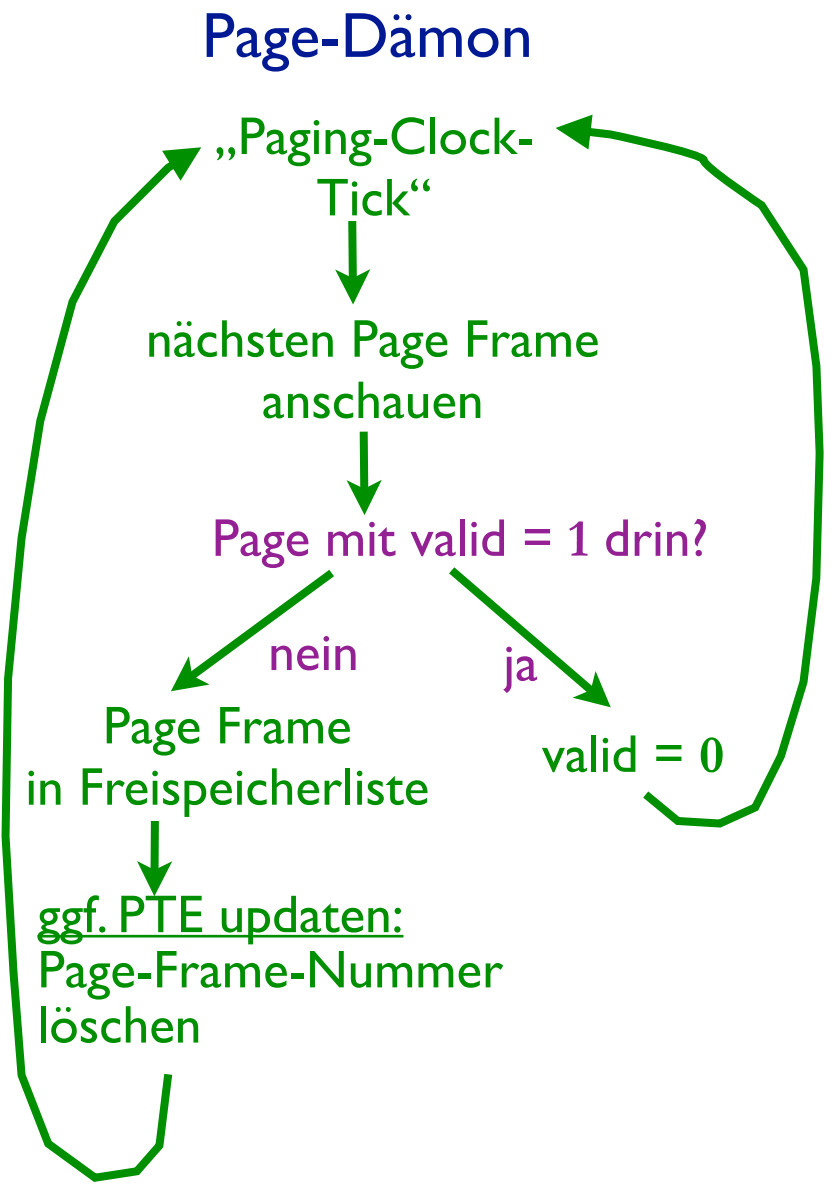 Page-Dämon
„Paging-Clock-
Tick“
nächsten Page Frame
anschauen
Page mit valid = 1 drin?
nein
ja
Page Frame
in Freispeicherliste
valid = 0
ggf. PTE updaten:
Page-Frame-Nummer
löschen